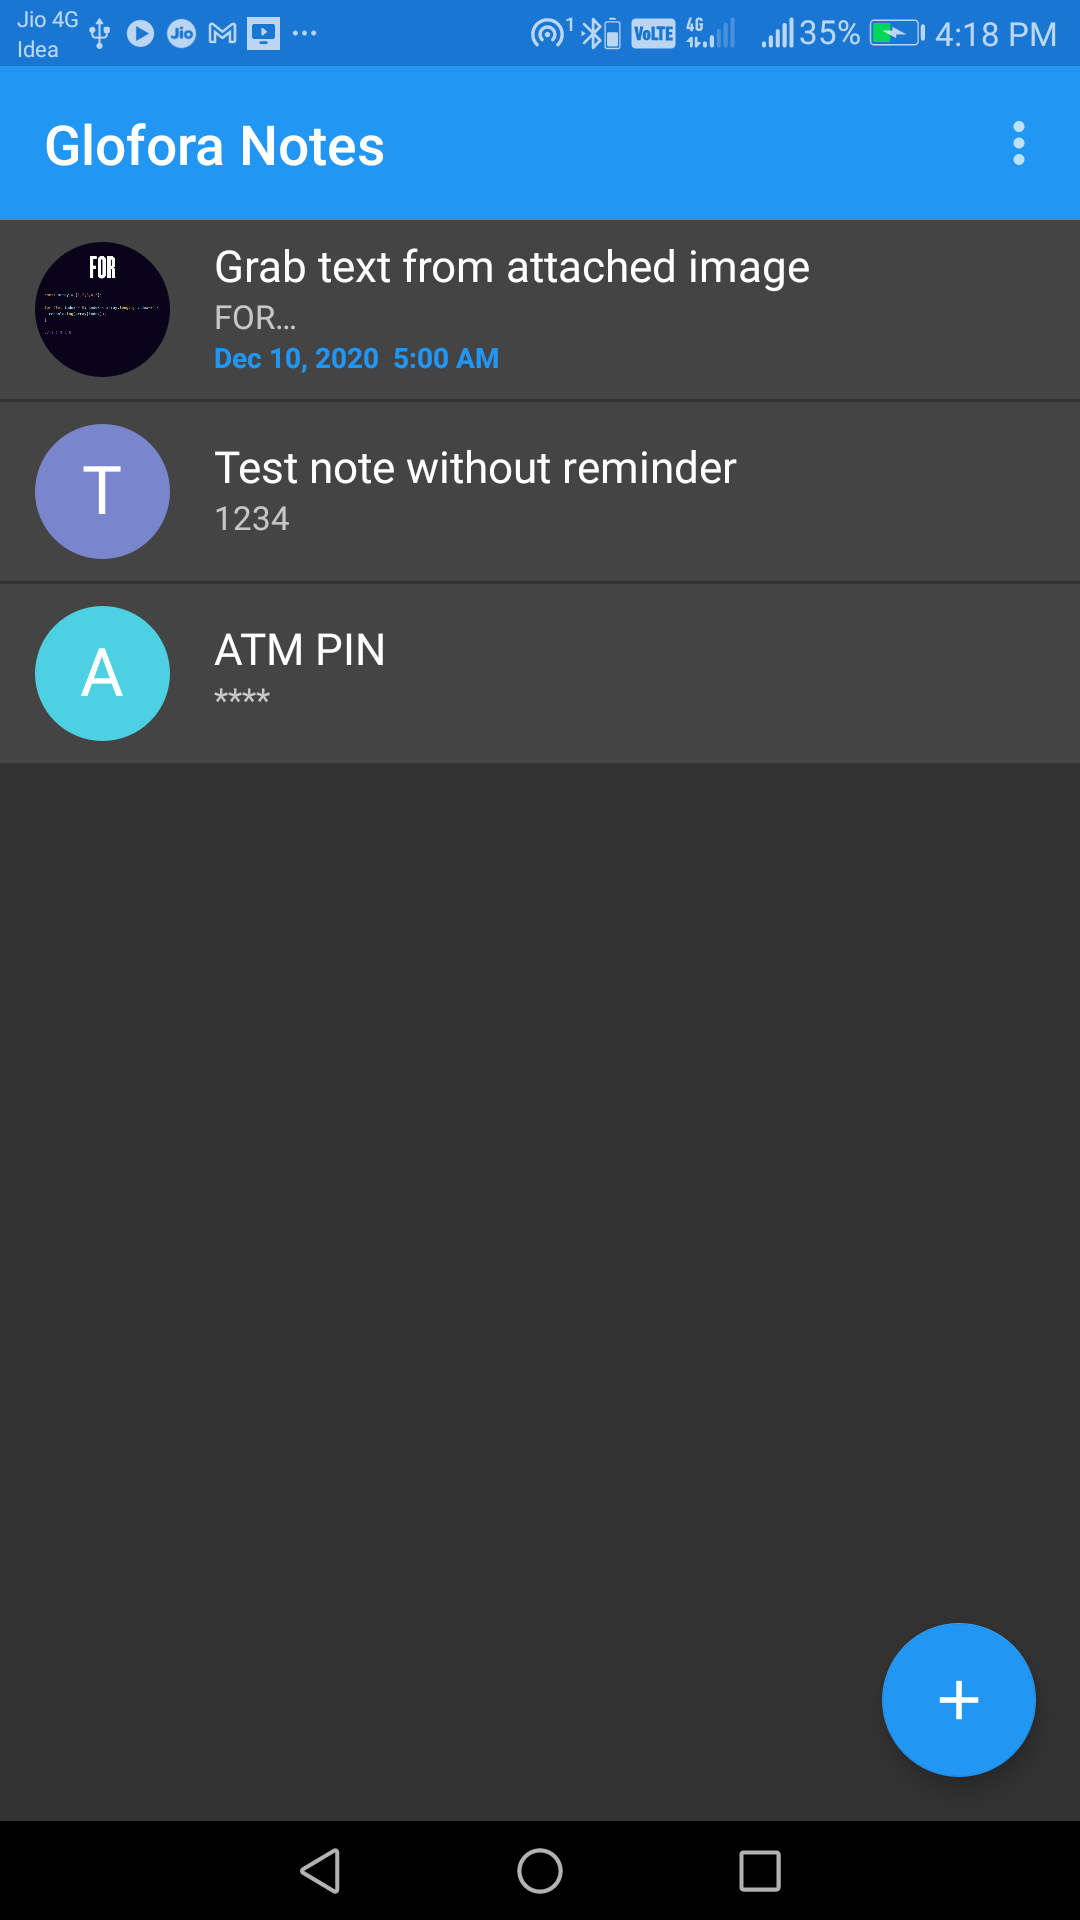 Jio 4G
Idea
Jio
1
VoLTE
4G
35%
4:18 PM
Glofora Notes
FOR
Grab text from attached image
FOR...
Dec 10, 2020 5:00 AM
T
Test note without reminder
1234
A
ATM PIN
****